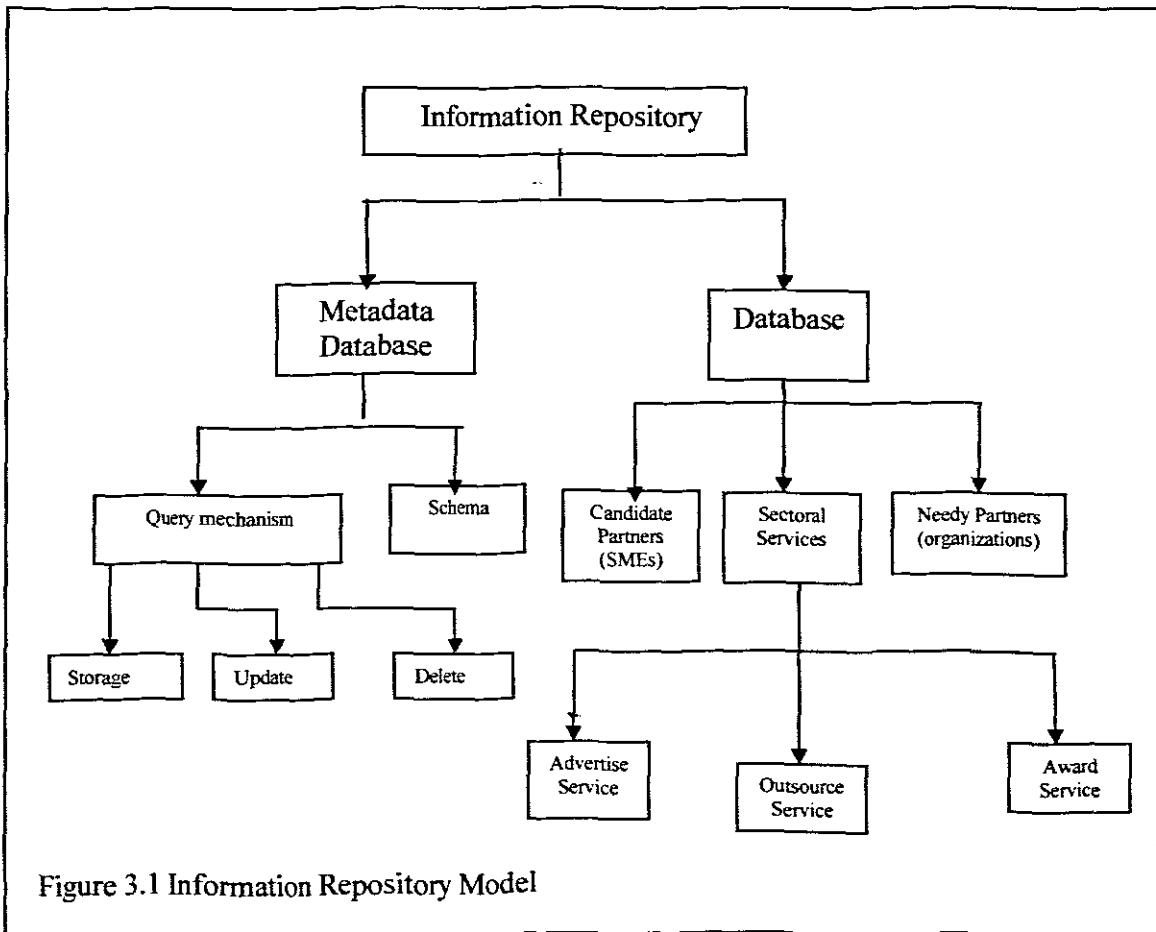 Information Repository
Metadata
Database
Database
Query mechanism
Schema
Candidate
Partners
(SMEs)
Sectoral
Services
Needy Partners
(organizations)
Storage
Update
Delete
Advertise
Service
Outsource
Service
Award
Service
Figure 3.1 Information Repository Model